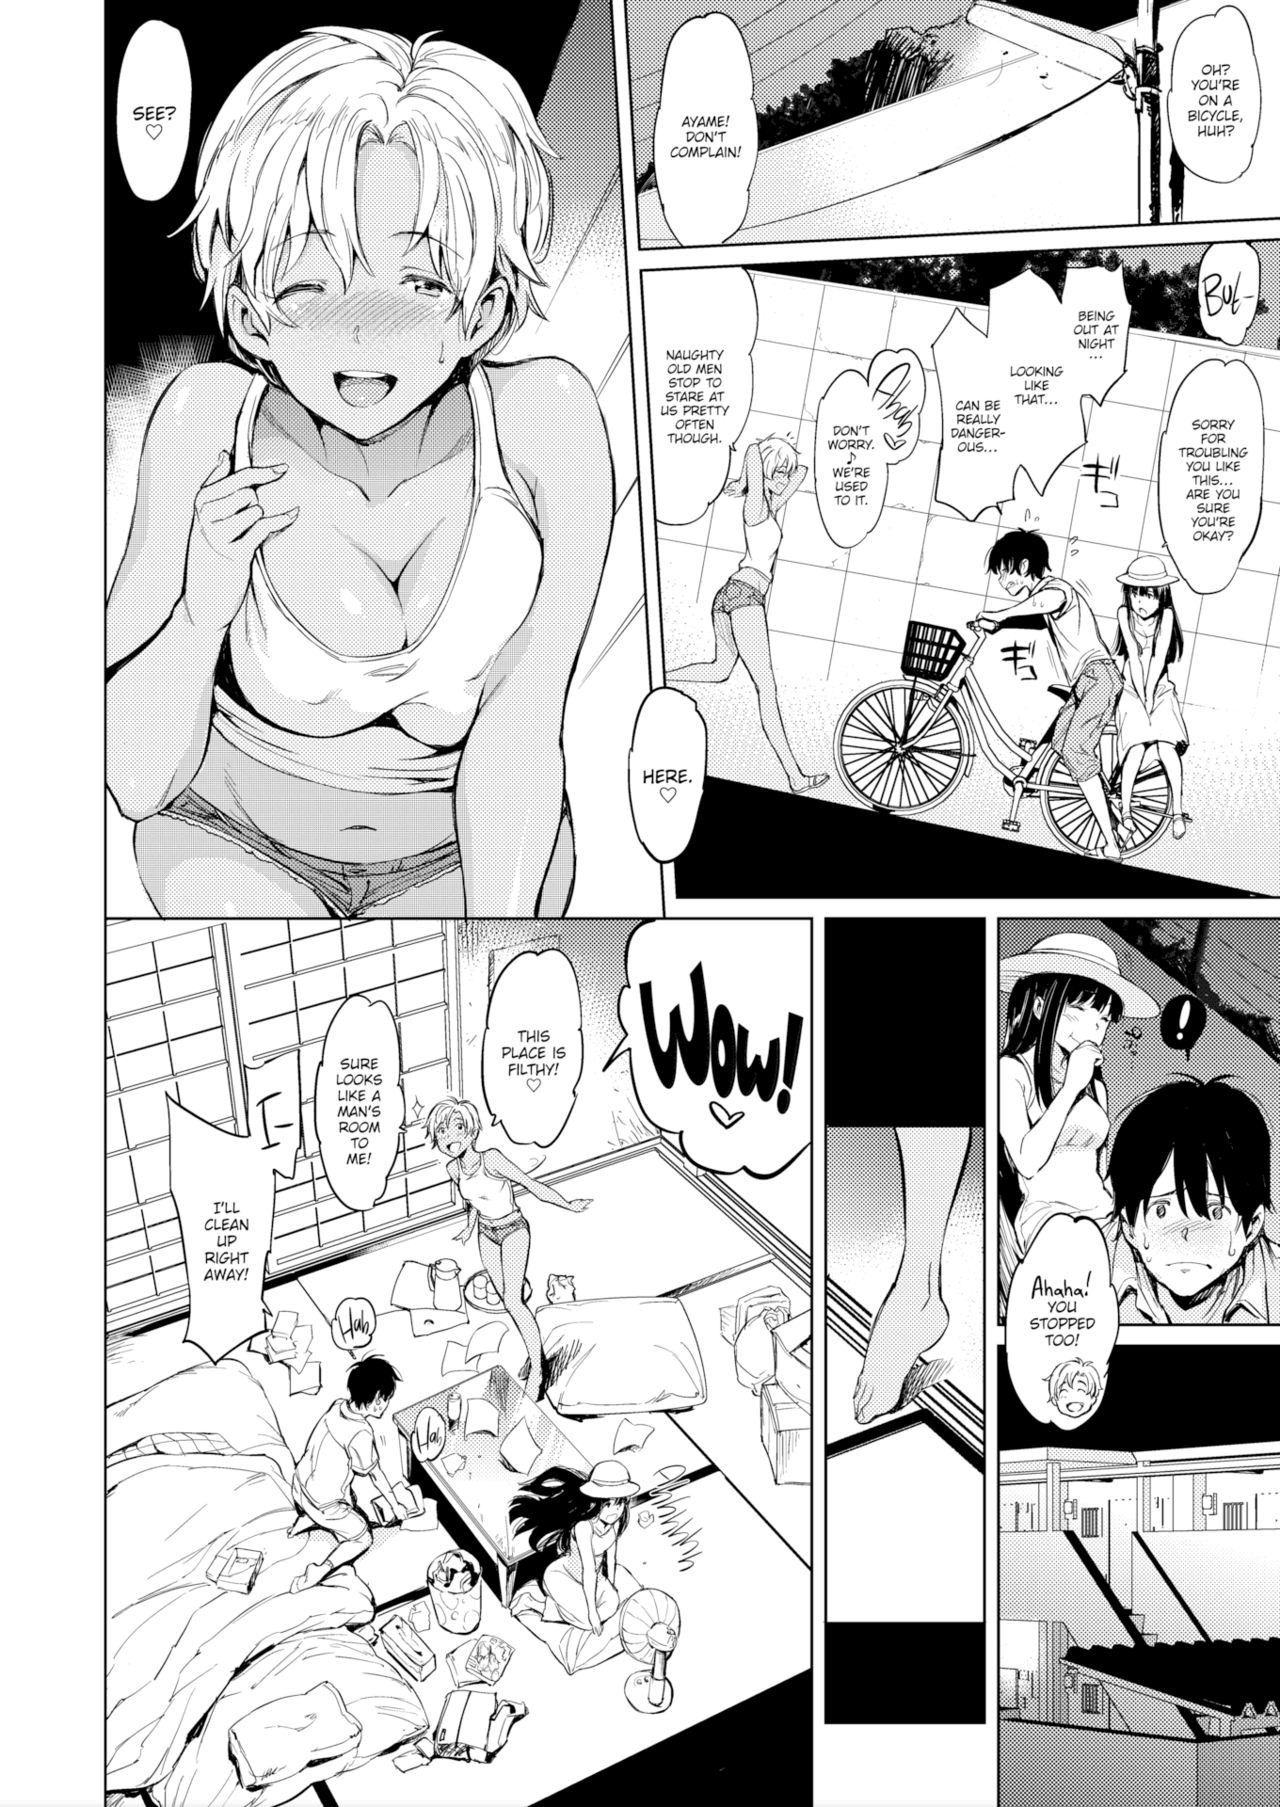 OH?
YOU'RE
ON A
BICYCLE,
HUH?
AYAME!
DON'T
COMPLAIN!
BUT-
SORRY
FOR
TROUBLING
YOU LIKE
THIS...
ARE YOU
SURE
YOU'RE
OKAY?
BEING
OUT AT
NIGHT
...
LOOKING
LIKE
THAT...
CAN BE
REALLY
DANGER-
OUS...
ギコ
ギコ
Ahah
♡
DON'T
WORRY.
♪
WE'RE
USED
TO IT.
NAUGHTY
OLD MEN
STOP TO
STARE AT
US PRETTY
OFTEN
THOUGH.
HERE.
♡
SEE?
♡
!
Ahaha!
YOU
STOPPED
TOO!
WOW!
♡
THIS
PLACE IS
FILTHY!
♡
SURE
LOOKS
LIKE A
MAN'S
ROOM
TO
ME!
I-
I'LL
CLEAN
UP
RIGHT
AWAY!
Hah
Hah